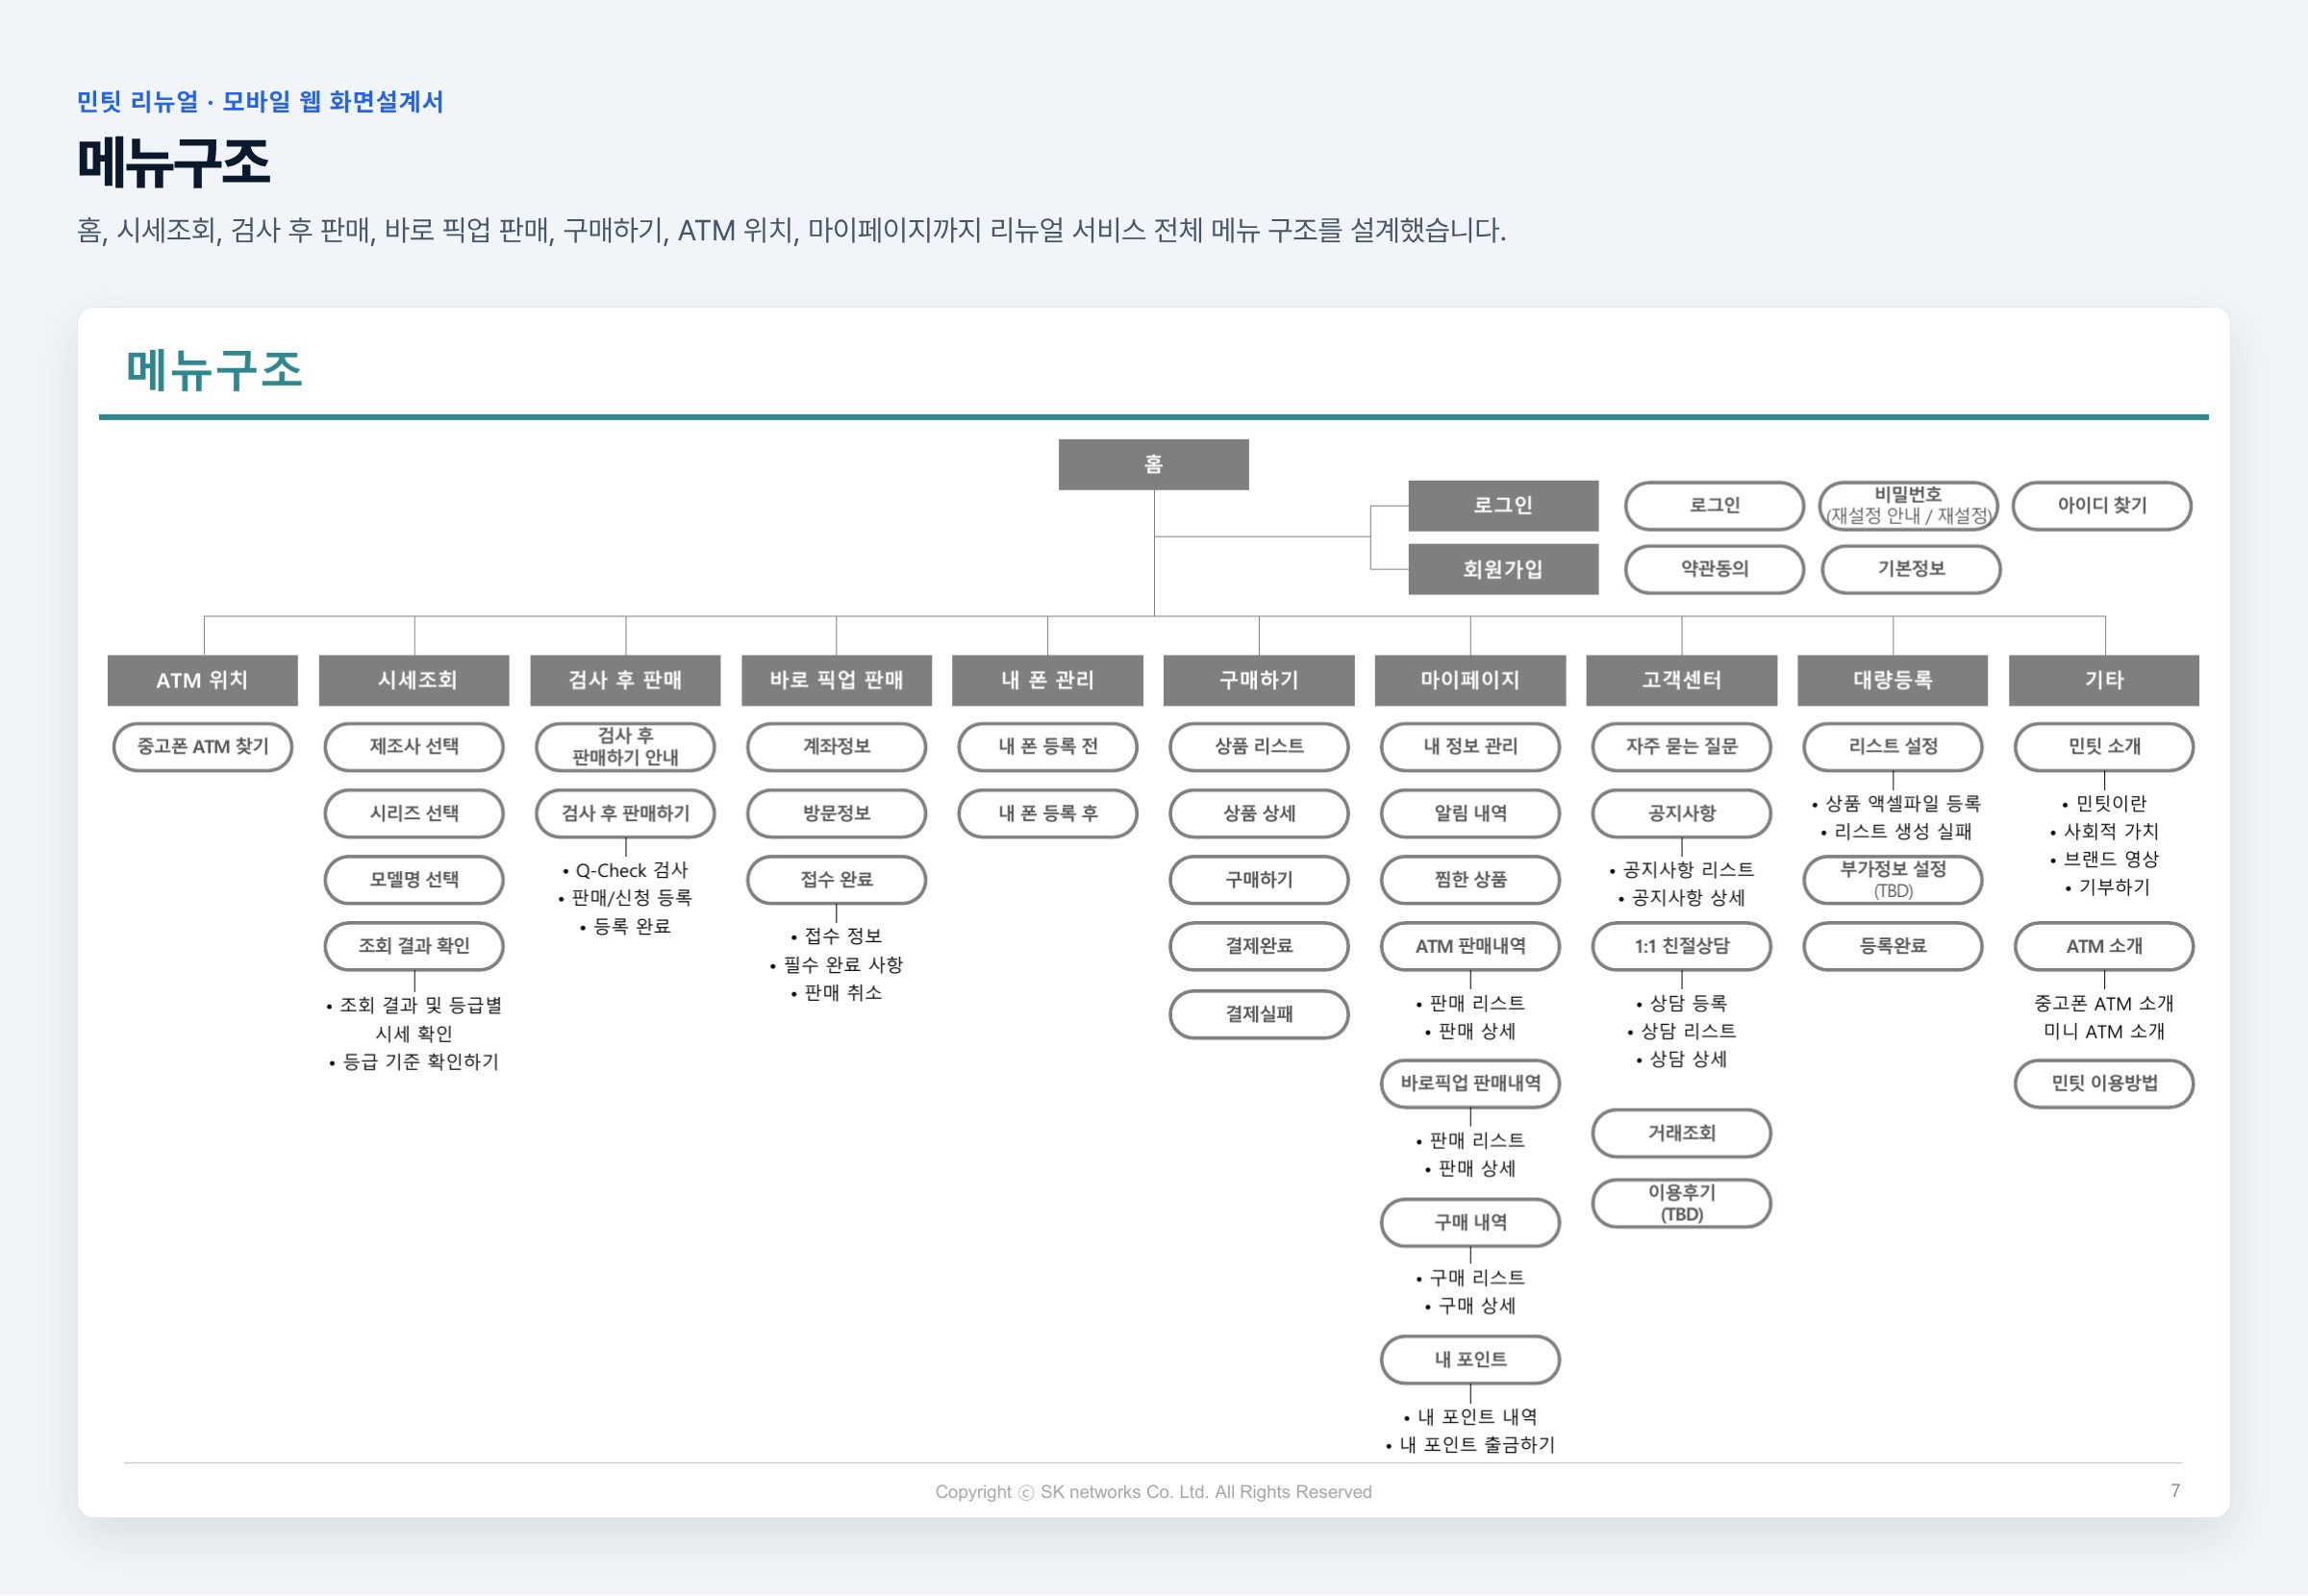 민팃 리뉴얼 · 모바일 웹 화면설계서
메뉴구조
홈, 시세조회, 검사 후 판매, 바로 픽업 판매, 구매하기, ATM 위치, 마이페이지까지 리뉴얼 서비스 전체 메뉴 구조를 설계했습니다.
메뉴구조
홈
로그인
로그인
비밀번호
(재설정 안내 / 재설정)
아이디 찾기
회원가입
약관동의
기본정보
ATM 위치
중고폰 ATM 찾기
시세조회
제조사 선택
시리즈 선택
모델명 선택
조회 결과 확인
• 조회 결과 및 등급별
시세 확인
• 등급 기준 확인하기
검사 후 판매
검사 후
판매하기 안내
검사 후 판매하기
• Q-Check 검사
• 판매/신청 등록
• 등록 완료
바로 픽업 판매
계좌정보
방문정보
접수 완료
• 접수 정보
• 필수 완료 사항
• 판매 취소
내 폰 관리
내 폰 등록 전
내 폰 등록 후
구매하기
상품 리스트
상품 상세
구매하기
결제완료
결제실패
마이페이지
내 정보 관리
알림 내역
찜한 상품
ATM 판매내역
• 판매 리스트
• 판매 상세
바로픽업 판매내역
• 판매 리스트
• 판매 상세
구매 내역
• 구매 리스트
• 구매 상세
내 포인트
• 내 포인트 내역
• 내 포인트 출금하기
고객센터
자주 묻는 질문
공지사항
• 공지사항 리스트
• 공지사항 상세
1:1 친절상담
• 상담 등록
• 상담 리스트
• 상담 상세
거래조회
이용후기
(TBD)
대량등록
리스트 설정
• 상품 액셀파일 등록
• 리스트 생성 실패
부가정보 설정
(TBD)
등록완료
기타
민팃 소개
• 민팃이란
• 사회적 가치
• 브랜드 영상
• 기부하기
ATM 소개
중고폰 ATM 소개
미니 ATM 소개
민팃 이용방법
Copyright ⓒ SK networks Co. Ltd. All Rights Reserved
7